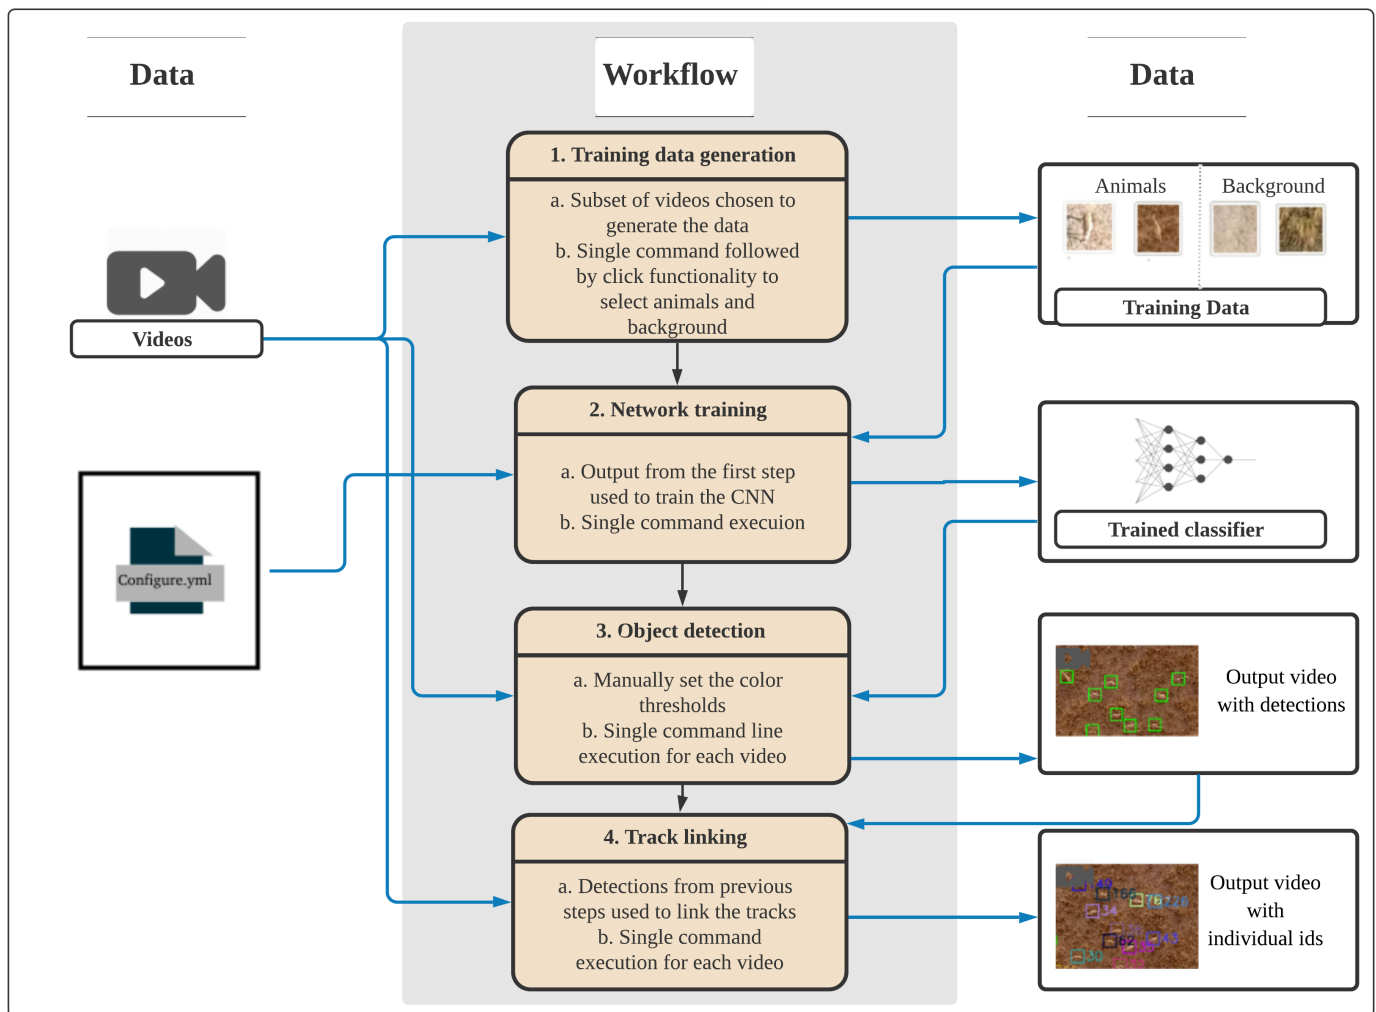 Data
Workflow
Data
1. Training data generation
a. Subset of videos chosen to
generate the data
b. Single command followed
by click functionality to
select animals and
background
Animals
Background
Training Data
Videos
2. Network training
a. Output from the first step
used to train the CNN
b. Single command execuion
Trained classifier
Configure.yml
3. Object detection
a. Manually set the color
thresholds
b. Single command line
execution for each video
Output video
with detections
4. Track linking
a. Detections from previous
steps used to link the tracks
b. Single command
execution for each video
34
62
30
Output video
with
individual ids